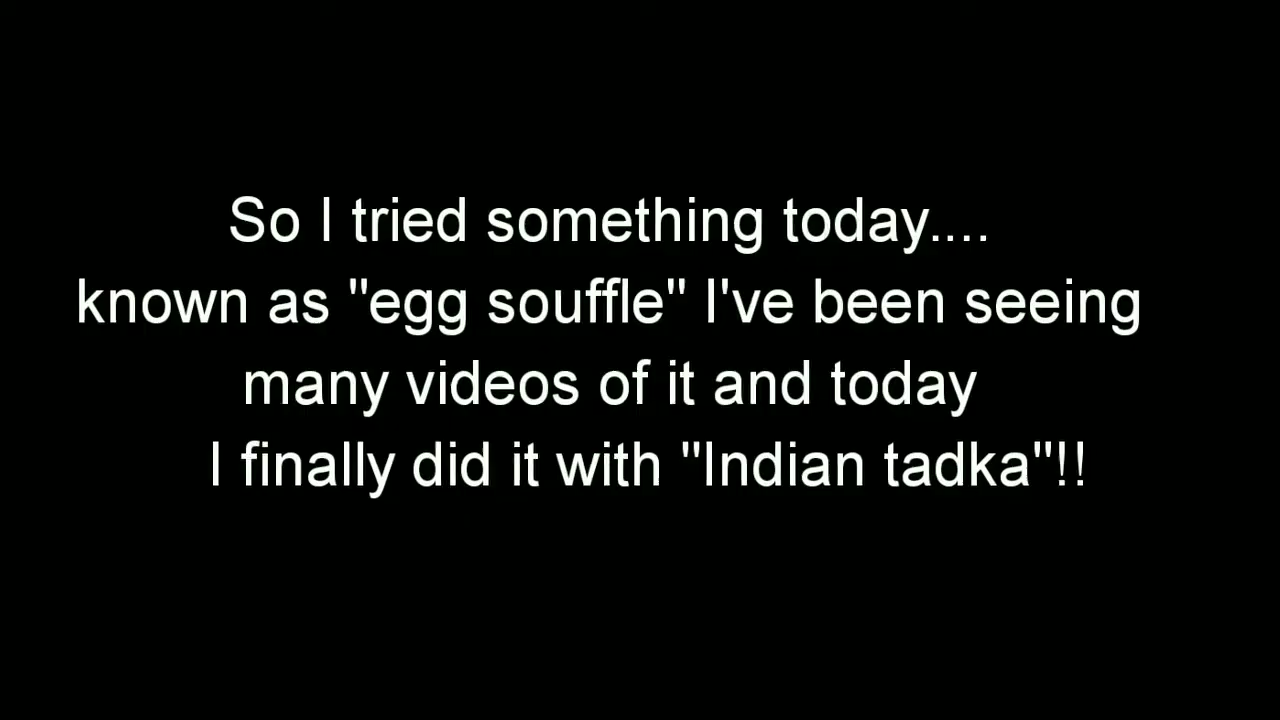 So I tried something today....
known as "egg souffle" I've been seeing
many videos of it and today
I finally did it with "Indian tadka"!!